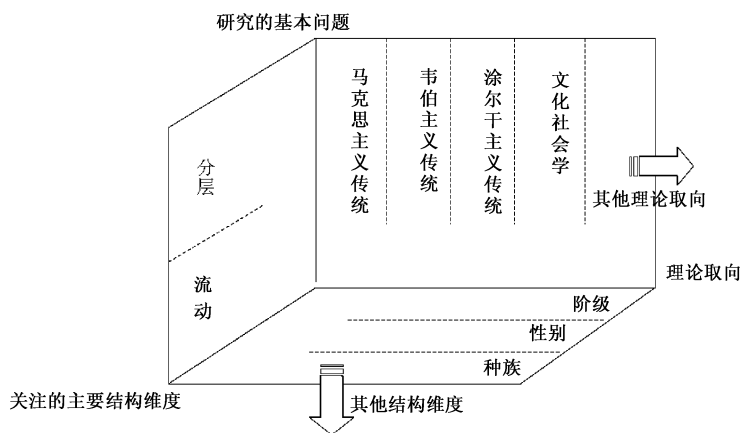 研究的基本问题
马克思主义传统
韦伯主义传统
涂尔干主义传统
文化社会学
分层
其他理论取向
流动
理论取向
阶级
性别
种族
关注的主要结构维度
其他结构维度